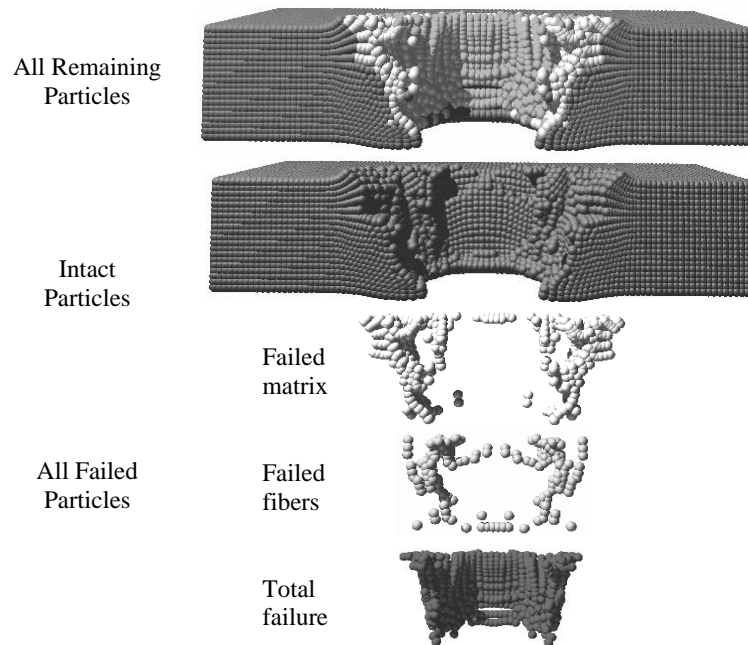 All Remaining
Particles
Intact
Particles
Failed
matrix
All Failed
Particles
Failed
fibers
Total
failure